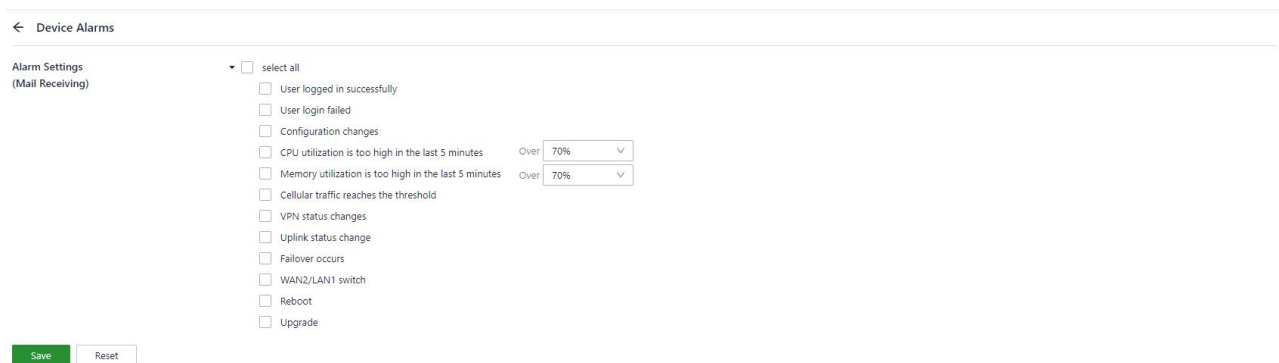 Device Alarms
Alarm Settings
(Mail Receiving)
select all
User logged in successfully
User login failed
Configuration changes
CPU utilization is too high in the last 5 minutes Over 70%
Memory utilization is too high in the last 5 minutes Over 70%
Cellular traffic reaches the threshold
VPN status changes
Uplink status change
Failover occurs
WAN2/LAN1 switch
Reboot
Upgrade
Save Reset